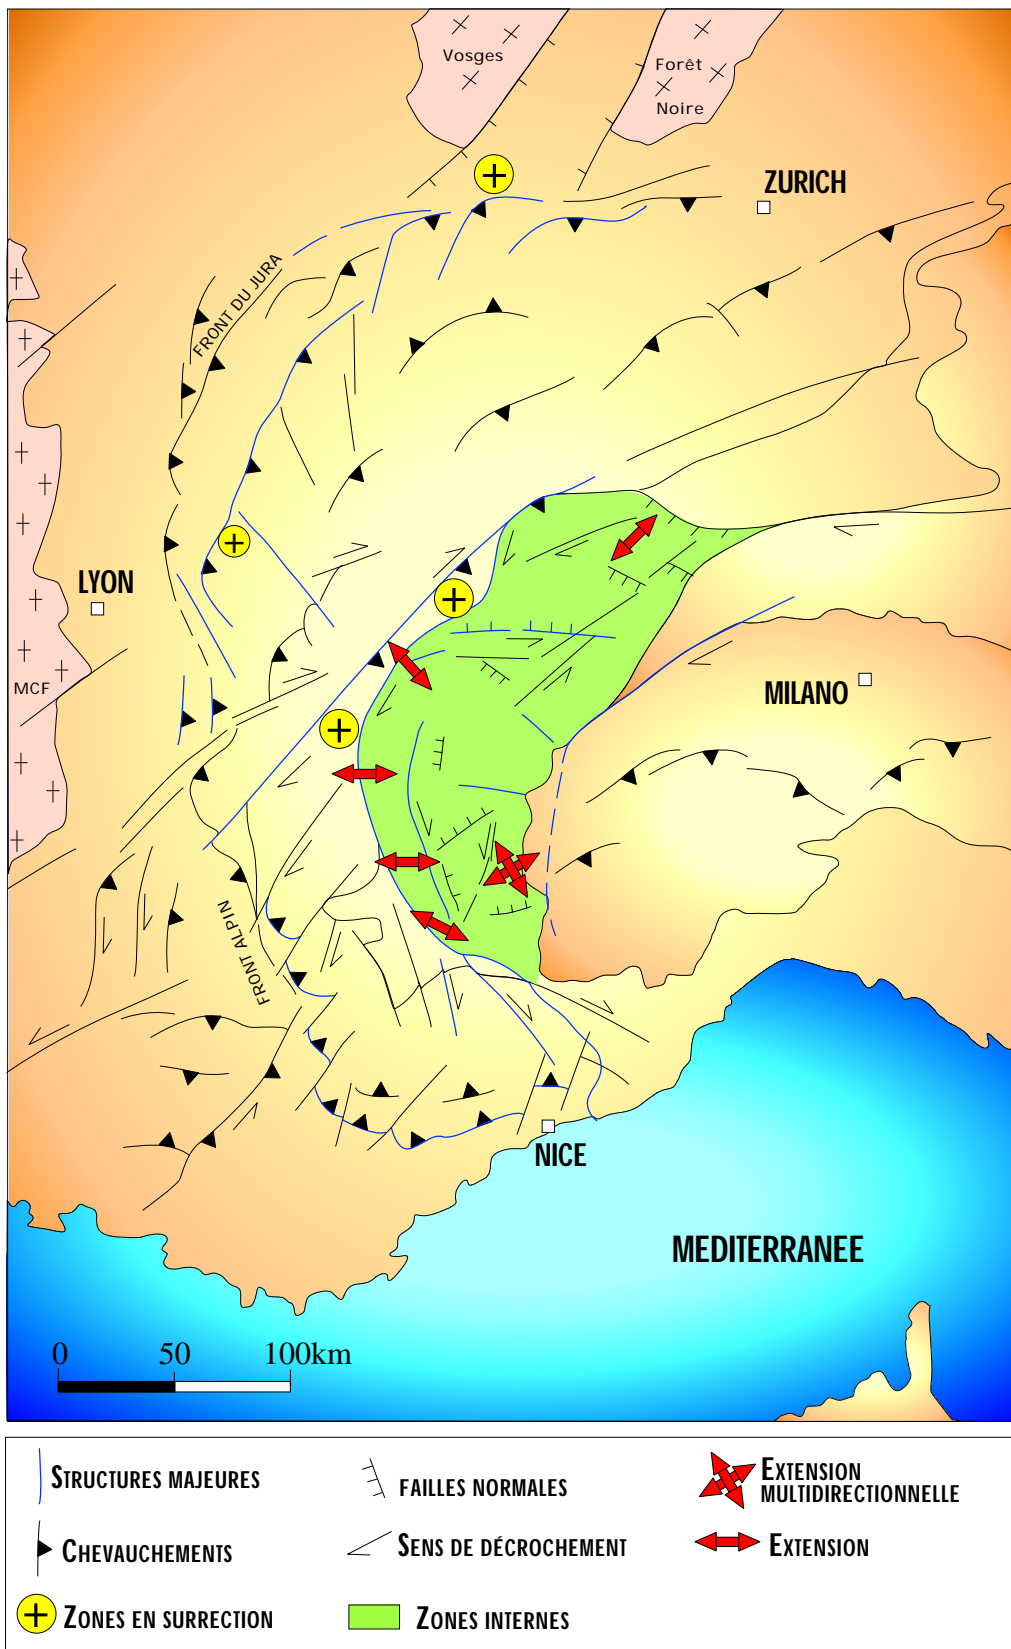 Vosges
Forêt
Noire
ZURICH
FRONT DU JURA
LYON
MCF
MILANO
FRONT ALPIN
NICE
MEDITERRANEE
0 50 100km
STRUCTURES MAJEURES
FAILLES NORMALES
EXTENSION
MULTIDIRECTIONNELLE
CHEVAUCHEMENTS
SENS DE DÉCROCHEMENT
EXTENSION
ZONES EN SURRECTION
ZONES INTERNES